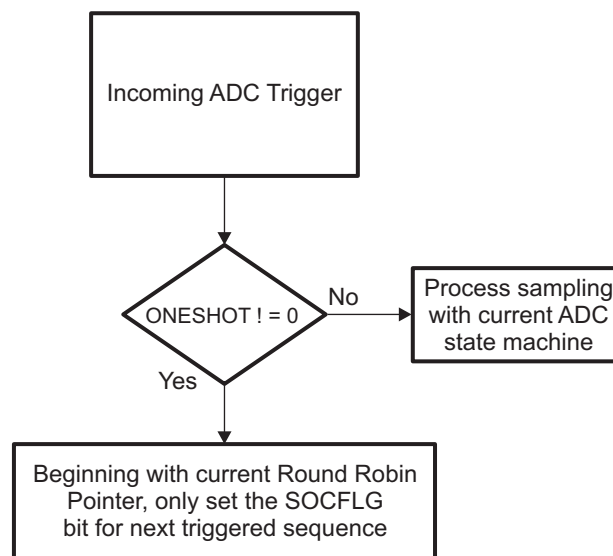 Incoming ADC Trigger
ONESHOT ! = 0
No
Process sampling
with current ADC
state machine
Yes
Beginning with current Round Robin
Pointer, only set the SOCFLG
bit for next triggered sequence